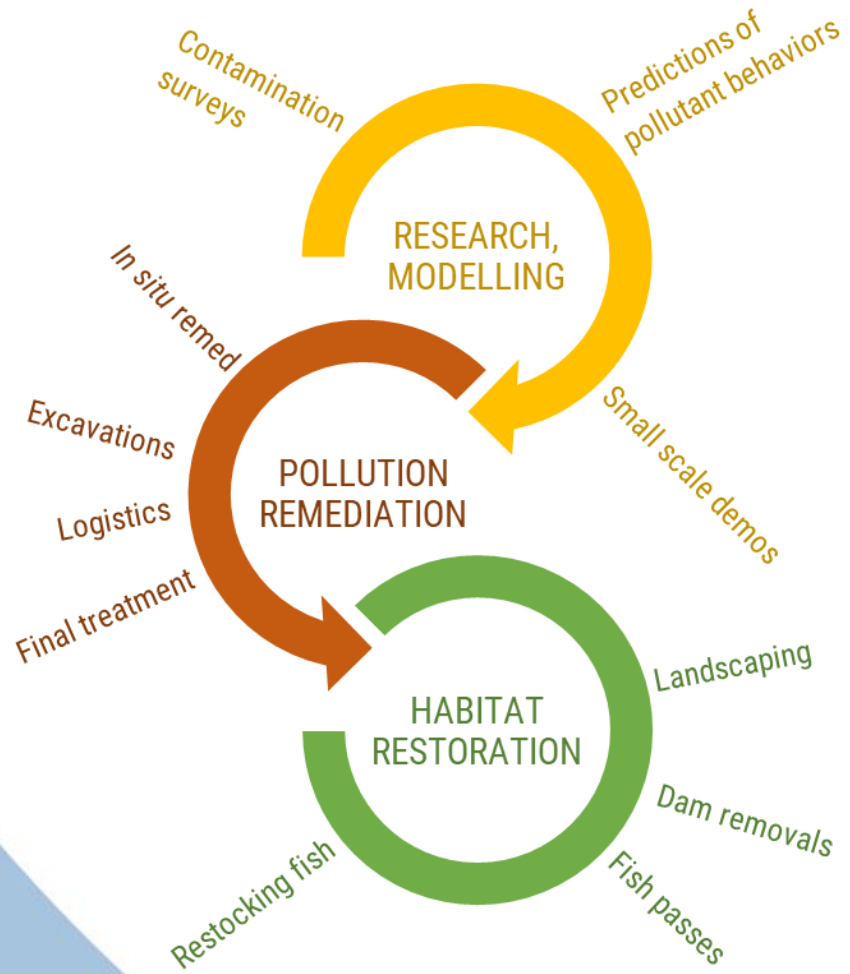 Contamination
surveys
Predictions of
pollutant behaviors
RESEARCH,
MODELLING
Small scale demos
In situ remed
Excavations
Logistics
Final treatment
POLLUTION
REMEDIATION
HABITAT
RESTORATION
Landscaping
Dam removals
Fish passes
Restocking fish